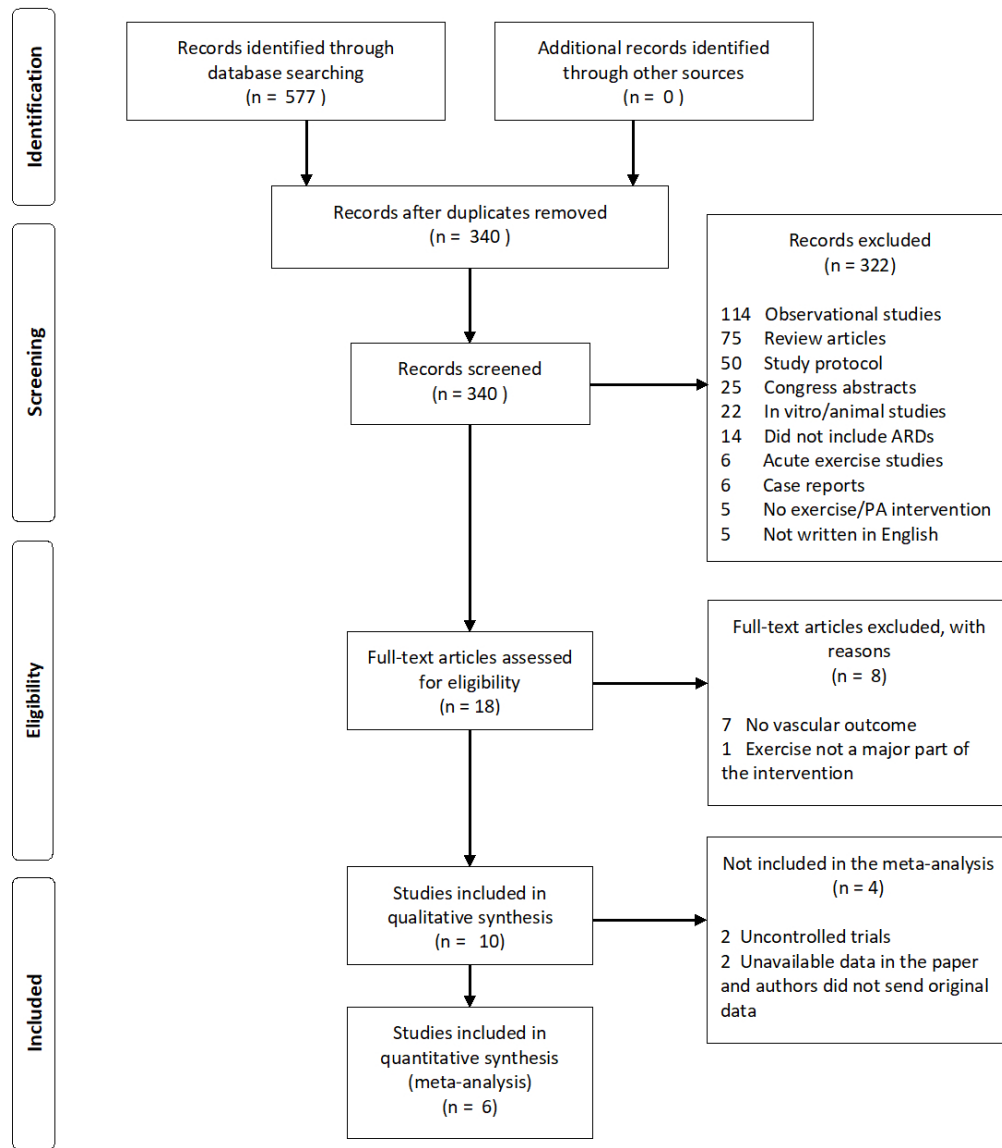 Identification
Records identified through
database searching
(n = 577 )
Additional records identified
through other sources
(n = 0 )
Records after duplicates removed
(n = 340 )
Screening
Records screened
(n = 340 )
Records excluded
(n = 322)
114 Observational studies
75 Review articles
50 Study protocol
25 Congress abstracts
22 In vitro/animal studies
14 Did not include ARDs
6 Acute exercise studies
6 Case reports
5 No exercise/PA intervention
5 Not written in English
Eligibility
Full-text articles assessed
for eligibility
(n = 18)
Full-text articles excluded, with
reasons
(n = 8)
7 No vascular outcome
1 Exercise not a major part of
the intervention
Included
Studies included in
qualitative synthesis
(n = 10)
Not included in the meta-analysis
(n = 4)
2 Uncontrolled trials
2 Unavailable data in the paper
and authors did not send original
data
Studies included in
quantitative synthesis
(meta-analysis)
(n = 6)